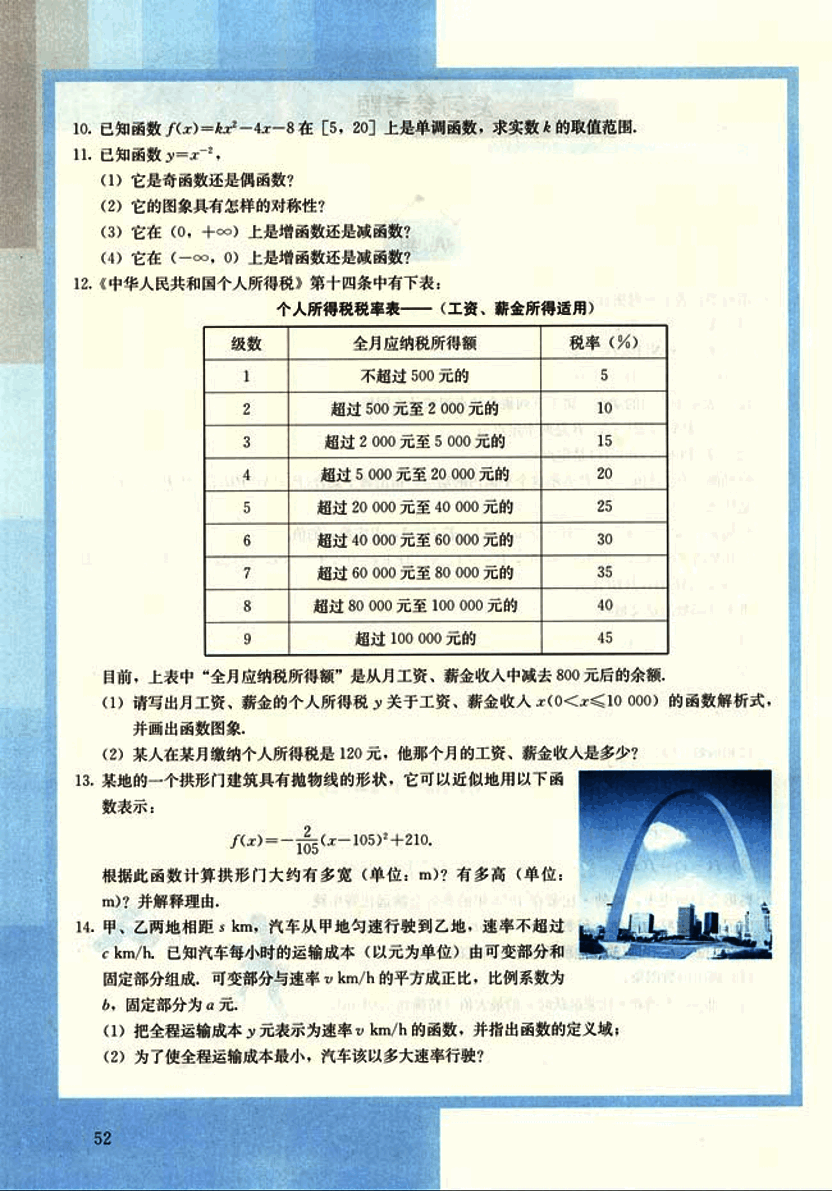 10. 已知函数 f(x)=kx²-4x-8在 [5, 20] 上是单调函数, 求实数 k 的取值范围.
11. 已知函数 y=x⁻²,
(1) 它是奇函数还是偶函数?
(2) 它的图象具有怎样的对称性?
(3) 它在 (0, +∞) 上是增函数还是减函数?
(4) 它在 (-∞, 0) 上是增函数还是减函数?
12.《中华人民共和国个人所得税》第十四条中有下表:
个人所得税税率表——(工资、薪金所得适用)
级数 全月应纳税所得额 税率 (%)
1 不超过 500 元的 5
2 超过 500 元至 2 000 元的 10
3 超过 2 000 元至 5 000 元的 15
4 超过 5 000 元至 20 000 元的 20
5 超过 20 000 元至 40 000 元的 25
6 超过 40 000 元至 60 000 元的 30
7 超过 60 000 元至 80 000 元的 35
8 超过 80 000 元至 100 000 元的 40
9 超过 100 000 元的 45
目前, 上表中“全月应纳税所得额”是从月工资、薪金收入中减去 800 元后的余额.
(1) 请写出月工资、薪金的个人所得税 y 关于工资、薪金收入 x(0<x≤10 000) 的函数解析式,
并画出函数图象.
(2) 某人在某月缴纳个人所得税是 120 元, 他那个月的工资、薪金收入是多少?
13. 某地的一个拱形门建筑具有抛物线的形状, 它可以近似地用以下函
数表示:
f(x)=-2/105(x-105)²+210.
根据此函数计算拱形门大约有多宽 (单位: m)? 有多高 (单位:
m)? 并解释理由.
14. 甲、乙两地相距 s km, 汽车从甲地匀速行驶到乙地, 速率不超过
c km/h. 已知汽车每小时的运输成本 (以元为单位) 由可变部分和
固定部分组成. 可变部分与速率 v km/h 的平方成正比, 比例系数为
b, 固定部分为 a 元.
(1) 把全程运输成本 y 元表示为速率 v km/h 的函数, 并指出函数的定义域;
(2) 为了使全程运输成本最小, 汽车该以多大速率行驶?
52